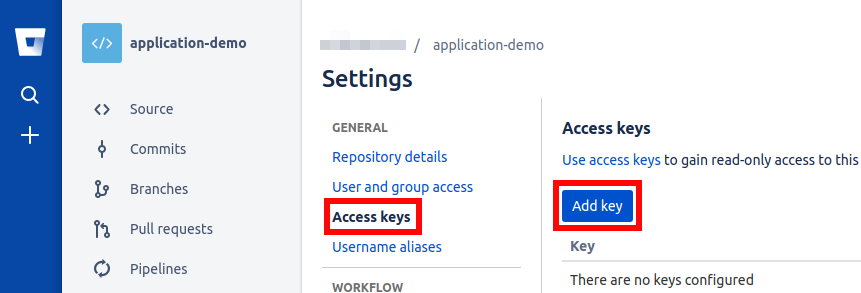 </>
application-demo
Source
Commits
Branches
Pull requests
Pipelines
/ application-demo
Settings
GENERAL
Repository details
User and group access
Access keys
Username aliases
WORKFLOW
Access keys
Use access keys to gain read-only access to this
Add key
Key
There are no keys configured